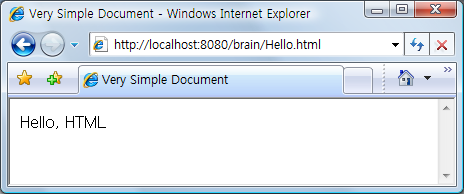 Very Simple Document - Windows Internet Explorer
http://localhost:8080/brain/Hello.html
Very Simple Document
Hello, HTML